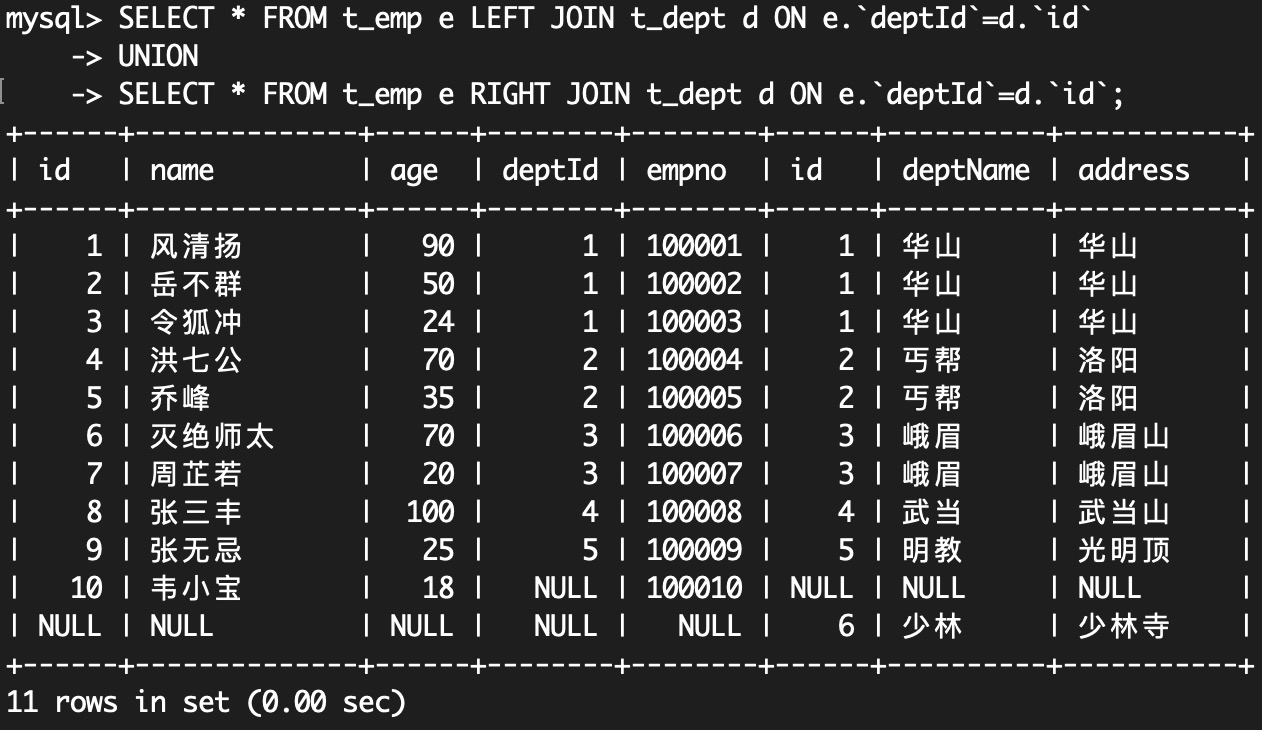 mysql> SELECT * FROM t_emp e LEFT JOIN t_dept d ON e.`deptId`=d.`id`
    -> UNION
    -> SELECT * FROM t_emp e RIGHT JOIN t_dept d ON e.`deptId`=d.`id`;
+------+--------------+------+--------+--------+------+----------+-----------+
| id   | name         | age  | deptId | empno  | id   | deptName | address   |
+------+--------------+------+--------+--------+------+----------+-----------+
|    1 | 风清扬       |   90 |      1 | 100001 |    1 | 华山     | 华山      |
|    2 | 岳不群       |   50 |      1 | 100002 |    1 | 华山     | 华山      |
|    3 | 令狐冲       |   24 |      1 | 100003 |    1 | 华山     | 华山      |
|    4 | 洪七公       |   70 |      2 | 100004 |    2 | 丐帮     | 洛阳      |
|    5 | 乔峰         |   35 |      2 | 100005 |    2 | 丐帮     | 洛阳      |
|    6 | 灭绝师太     |   70 |      3 | 100006 |    3 | 峨眉     | 峨眉山    |
|    7 | 周芷若       |   20 |      3 | 100007 |    3 | 峨眉     | 峨眉山    |
|    8 | 张三丰       |  100 |      4 | 100008 |    4 | 武当     | 武当山    |
|    9 | 张无忌       |   25 |      5 | 100009 |    5 | 明教     | 光明顶    |
|   10 | 韦小宝       |   18 |   NULL | 100010 | NULL | NULL     | NULL      |
| NULL | NULL         | NULL |   NULL |   NULL |    6 | 少林     | 少林寺    |
+------+--------------+------+--------+--------+------+----------+-----------+
11 rows in set (0.00 sec)